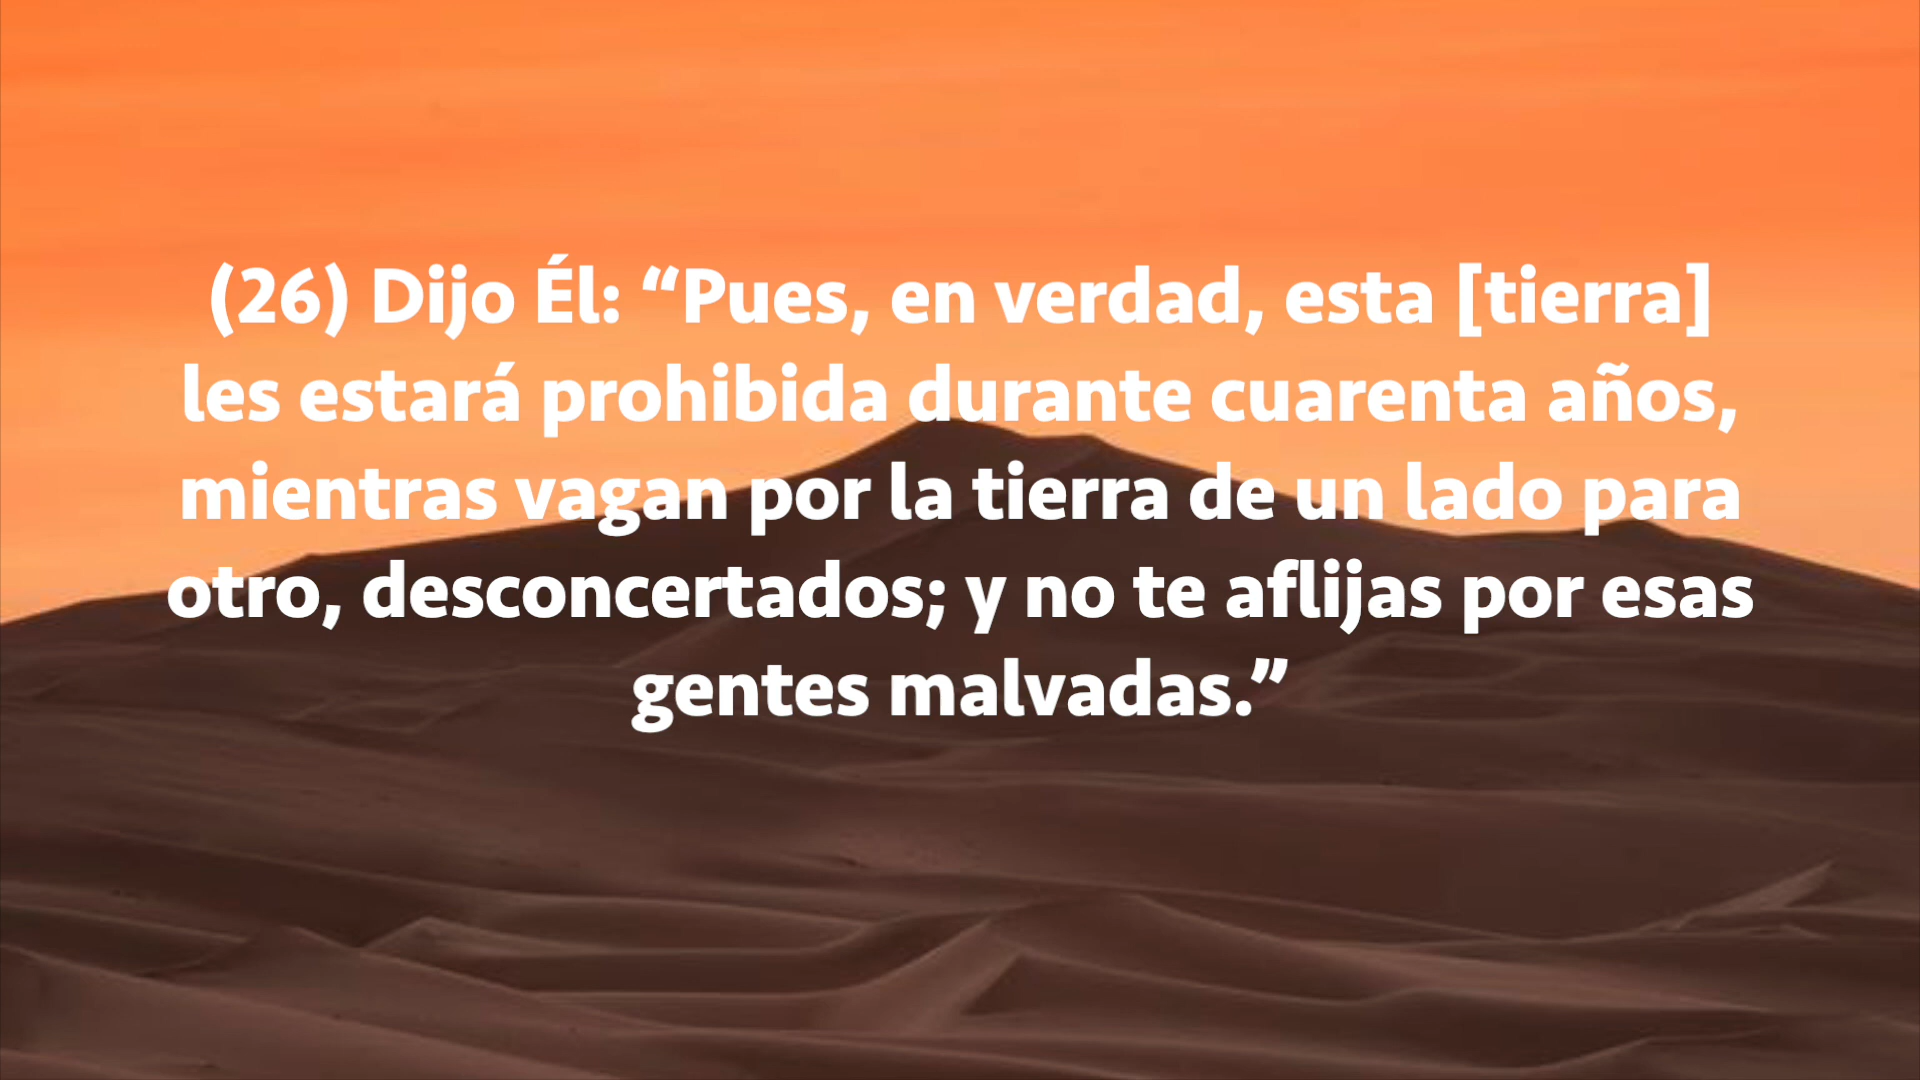 (26) Dijo Él: “Pues, en verdad, esta [tierra]
les estará prohibida durante cuarenta años,
mientras vagan por la tierra de un lado para
otro, desconcertados; y no te aflijas por esas
gentes malvadas.”